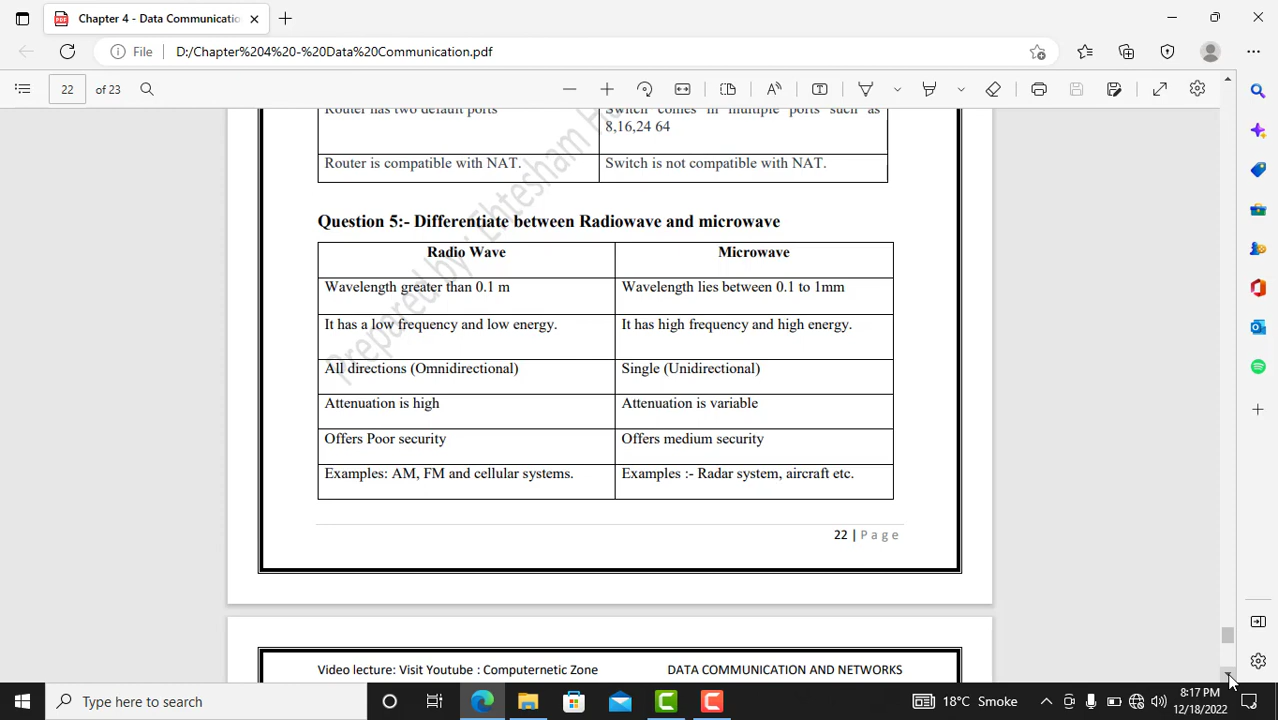 Chapter 4 - Data Communicatio
File
D:/Chapter%204%20-%20Data%20Communication.pdf
22
of 23
Router has two default ports
Switch comes in multiple ports such as
8,16,24 64
Router is compatible with NAT.
Switch is not compatible with NAT.
Question 5:- Differentiate between Radiowave and microwave
Radio Wave
Microwave
Wavelength greater than 0.1 m
Wavelength lies between 0.1 to 1mm
It has a low frequency and low energy.
It has high frequency and high energy.
All directions (Omnidirectional)
Single (Unidirectional)
Attenuation is high
Attenuation is variable
Offers Poor security
Offers medium security
Examples: AM, FM and cellular systems.
Examples :- Radar system, aircraft etc.
Prepared by : Ehtesham H
22 | Page
Video lecture: Visit Youtube : Computernetic Zone
DATA COMMUNICATION AND NETWORKS
Type here to search
18°C Smoke
8:17 PM
12/18/2022